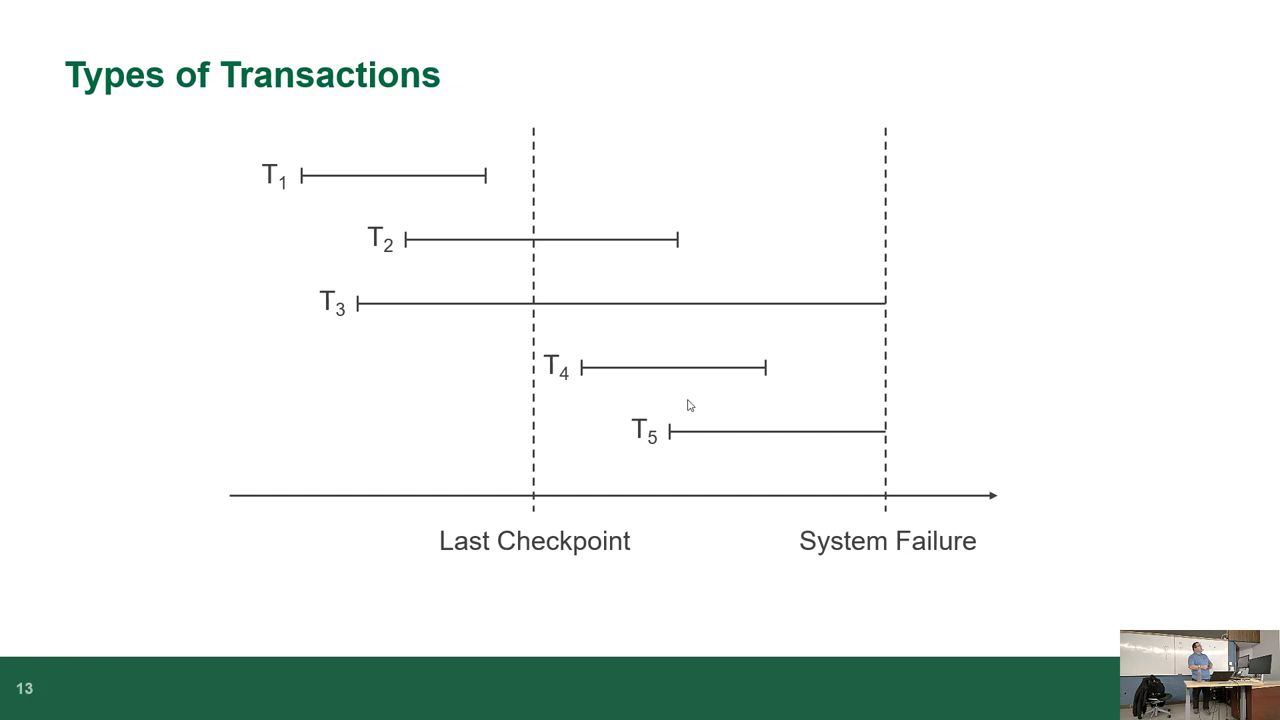 Types of Transactions
T1
T2
T3
T4
T5
Last Checkpoint
System Failure
13